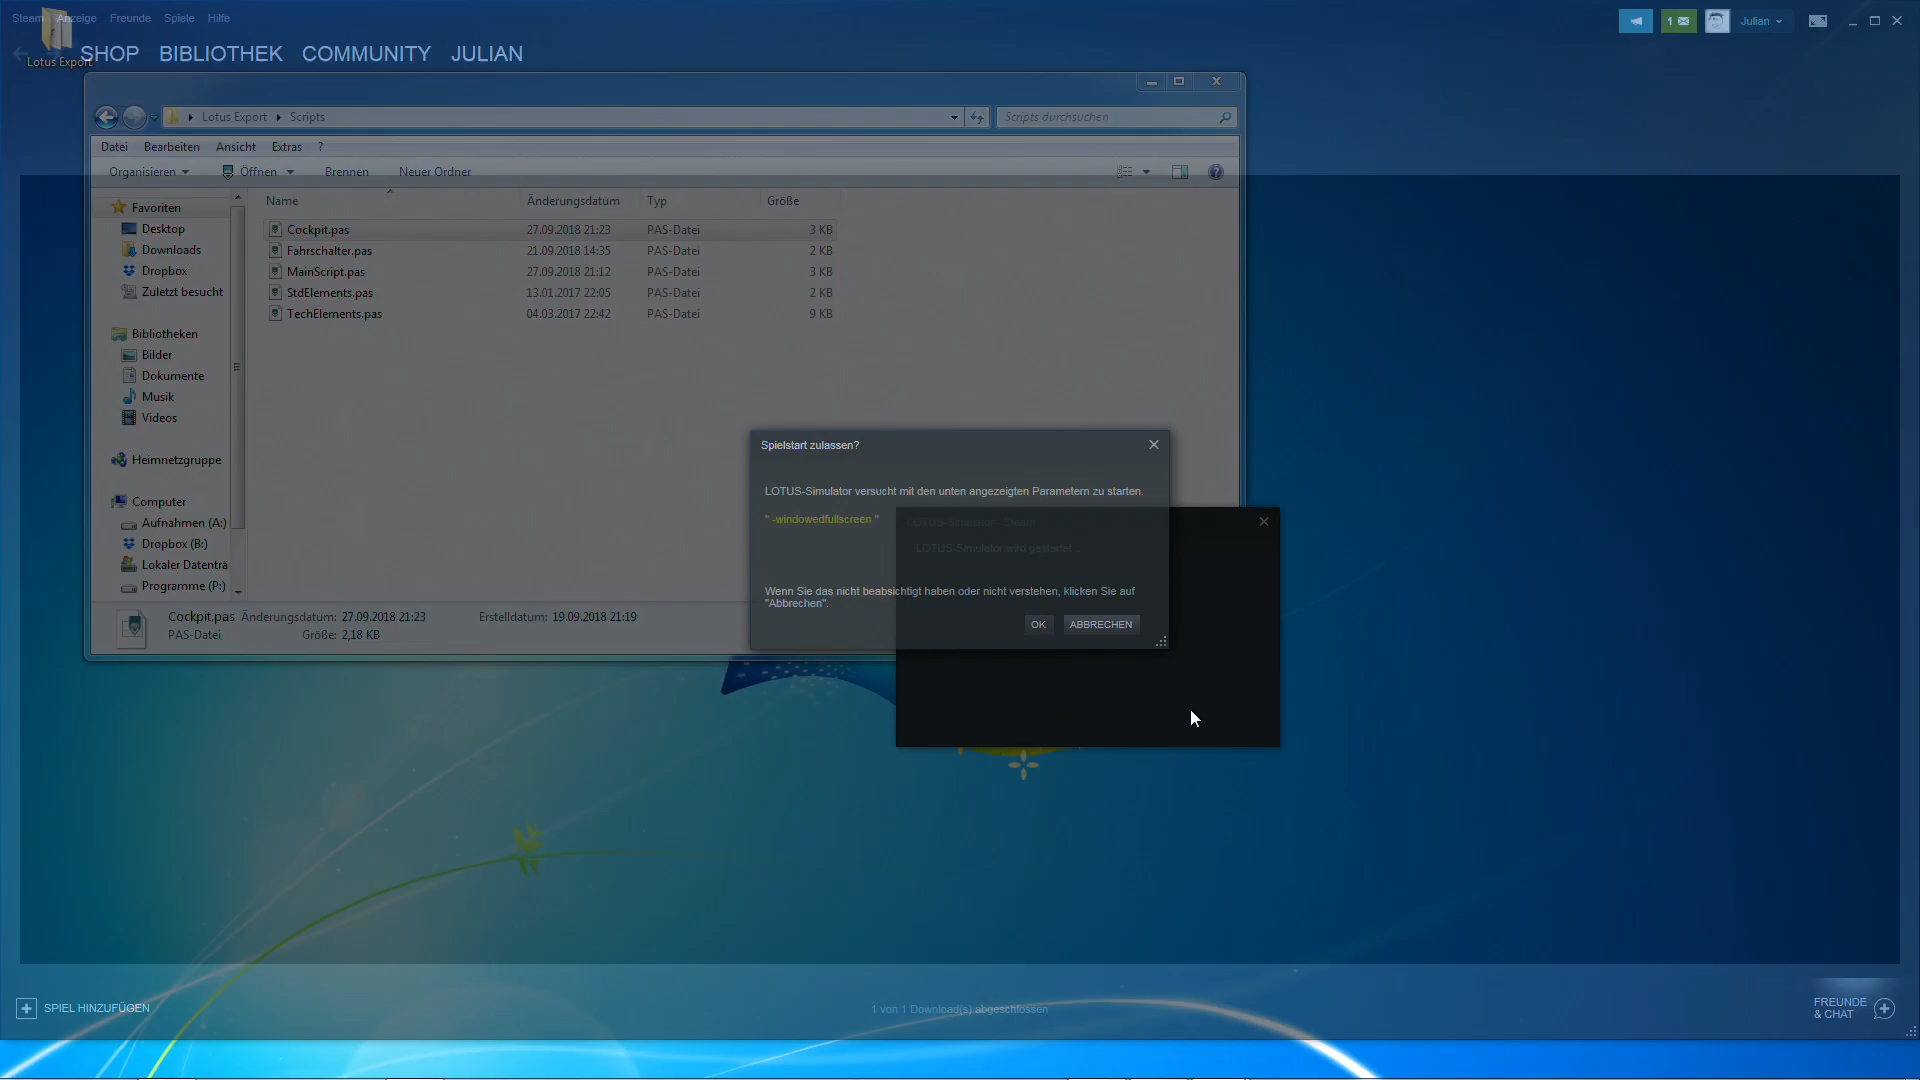 Steam Anzeige Freunde Spiele Hilfe
1 Julian
Lotus Export
SHOP BIBLIOTHEK COMMUNITY JULIAN
Lotus Export Scripts
Scripts durchsuchen
Datei Bearbeiten Ansicht Extras ?
Organisieren Öffnen Brennen Neuer Ordner
Name Änderungsdatum Typ Größe
Favoriten
Desktop
Downloads
Dropbox
Zuletzt besucht
Bibliotheken
Bilder
Dokumente
Musik
Videos
Heimnetzgruppe
Computer
Aufnahmen (A:)
Dropbox (B:)
Lokaler Datenträ
Programme (P:)
Cockpit.pas 27.09.2018 21:23 PAS-Datei 3 KB
Fahrschalter.pas 21.09.2018 14:35 PAS-Datei 2 KB
MainScript.pas 27.09.2018 21:12 PAS-Datei 3 KB
StdElements.pas 13.01.2017 22:05 PAS-Datei 2 KB
TechElements.pas 04.03.2017 22:42 PAS-Datei 9 KB
Cockpit.pas Änderungsdatum: 27.09.2018 21:23 Erstelldatum: 19.09.2018 21:19
PAS-Datei Größe: 2,18 KB
Spielstart zulassen?
LOTUS-Simulator versucht mit den unten angezeigten Parametern zu starten.
" -windowedfullscreen "
LOTUS-Simulator - Steam
LOTUS-Simulator wird gestartet ...
Wenn Sie das nicht beabsichtigt haben oder nicht verstehen, klicken Sie auf
"Abbrechen".
OK ABBRECHEN
SPIEL HINZUFÜGEN
1 von 1 Download(s) abgeschlossen
FREUNDE
& CHAT